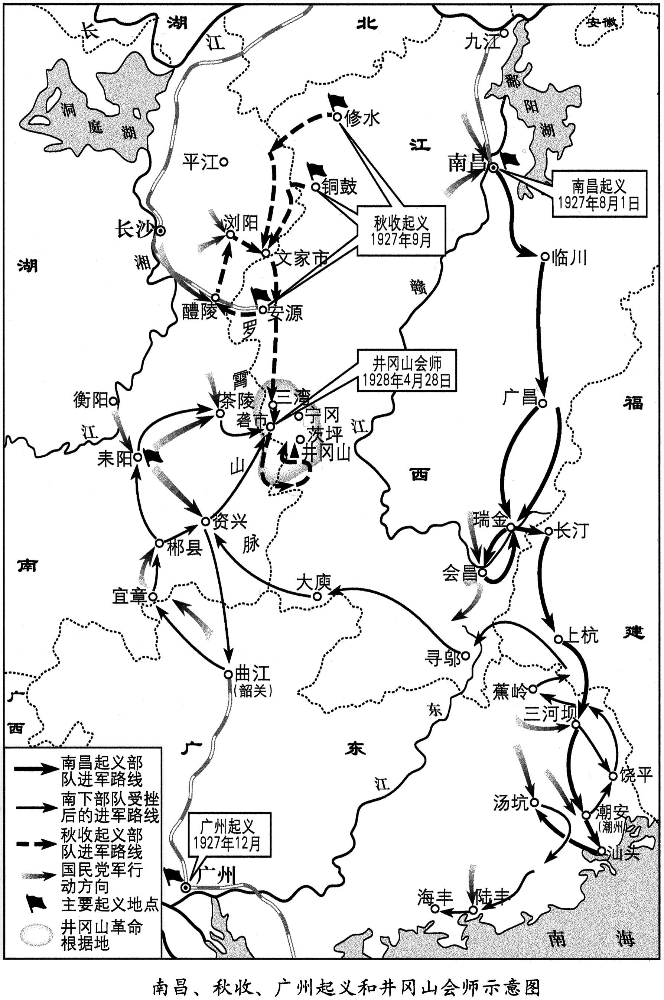 长
湖
江
北
九江
安徽
鄱
阳
湖
洞
庭
湖
修水
江
平江
南昌
铜鼓
南昌起义
1927年8月1日
秋收起义
1927年9月
浏阳
长沙
文家市
临川
湖
湘
赣
醴陵
安源
罗
井冈山会师
1928年4月28日
霄
衡阳
茶陵
三湾
广昌
福
砻市
宁冈
江
江
茨坪
井冈山
耒阳
山
西
瑞金
长汀
资兴
郴县
脉
南
会昌
大庾
宜章
上杭
建
寻邬
曲江
(韶关)
蕉岭
广
西
东
三河坝
广
东
江
饶平
汤坑
潮安
(潮州)
汕头
广州起义
1927年12月
广州
海丰
陆丰
南海
南昌起义部
队进军路线
南下部队受挫
后的进军路线
秋收起义部
队进军路线
国民党军行
动方向
主要起义地点
井冈山革命
根据地
南昌、秋收、广州起义和井冈山会师示意图